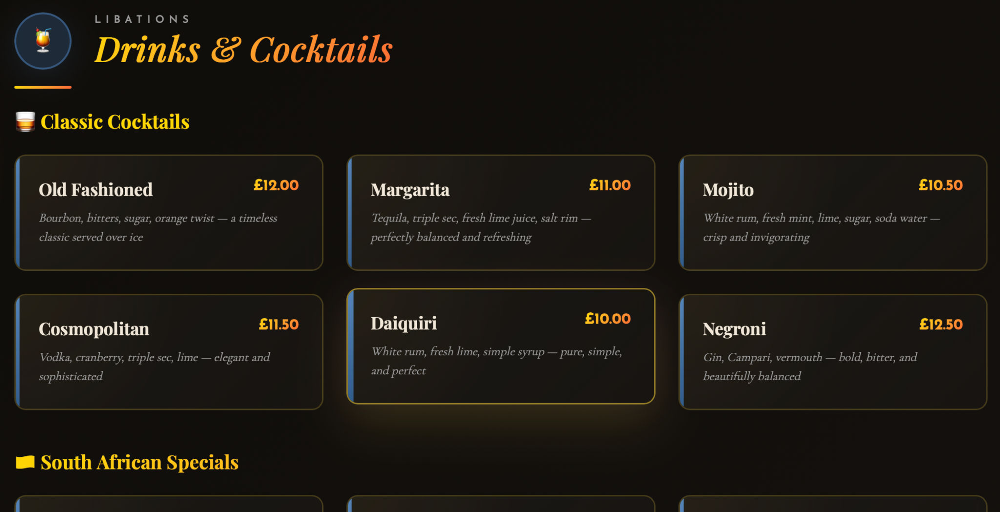 LIBATIONS
Drinks & Cocktails
Classic Cocktails
Old Fashioned
£12.00
Bourbon, bitters, sugar, orange twist — a timeless
classic served over ice
Margarita
£11.00
Tequila, triple sec, fresh lime juice, salt rim —
perfectly balanced and refreshing
Mojito
£10.50
White rum, fresh mint, lime, sugar, soda water —
crisp and invigorating
Cosmopolitan
£11.50
Vodka, cranberry, triple sec, lime — elegant and
sophisticated
Daiquiri
£10.00
White rum, fresh lime, simple syrup — pure, simple,
and perfect
Negroni
£12.50
Gin, Campari, vermouth — bold, bitter, and
beautifully balanced
South African Specials